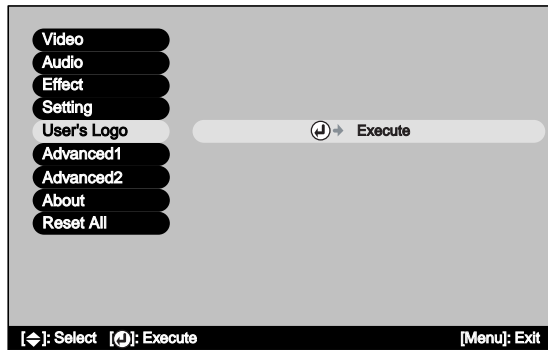 Video
Audio
Effect
Setting
User's Logo
Execute
Advanced1
Advanced2
About
Reset All
[ ]: Select [ ]: Execute [Menu]: Exit